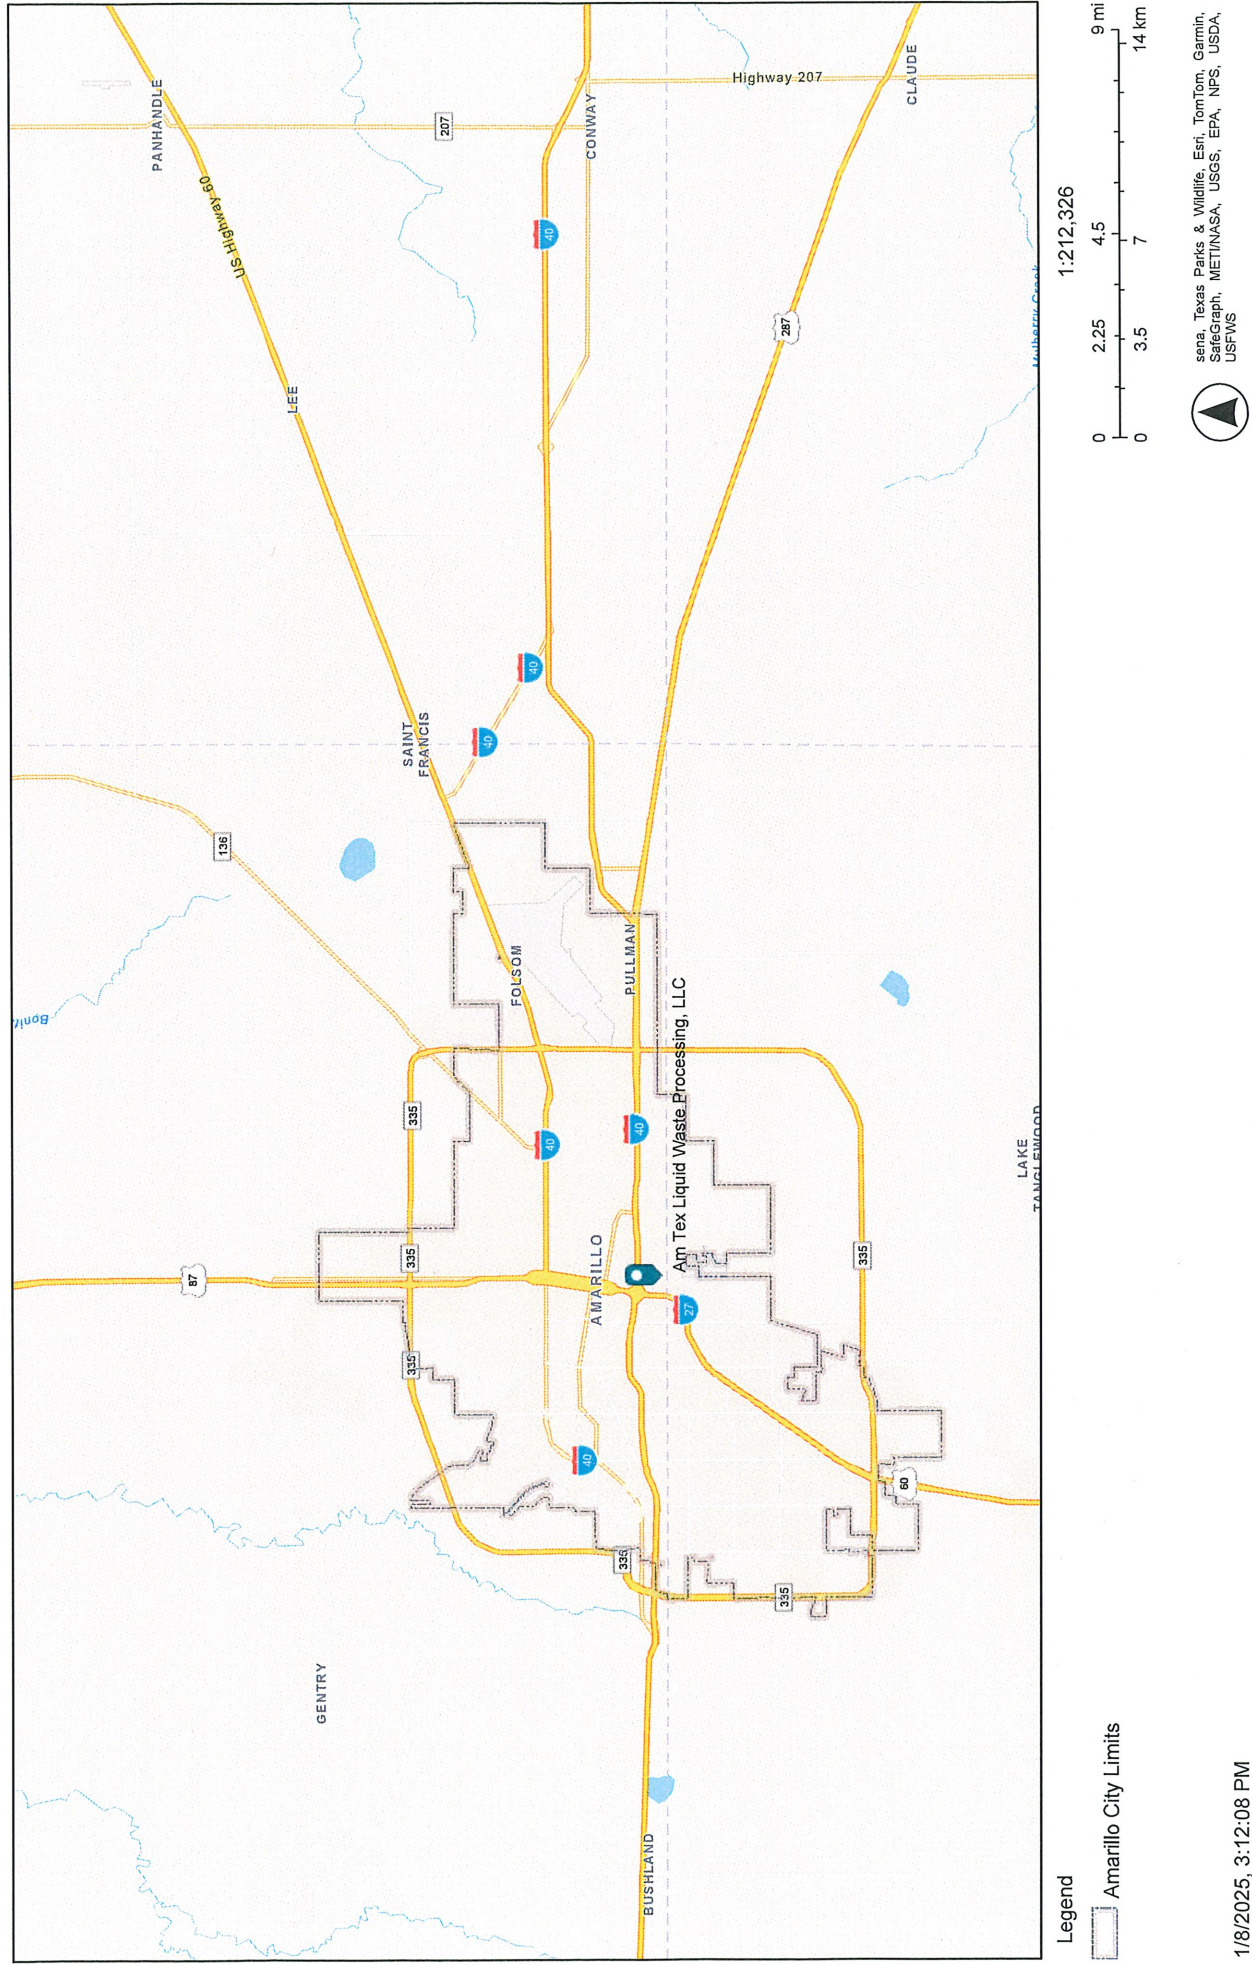 PANHANDLE
US Highway 60
207
LEE
CONWAY
Highway 207
CLAUDE
40
287
SAINT
FRANCIS
40
40
136
FOLSOM
PULLMAN
Am Tex Liquid Waste Processing, LLC
335
40
40
335
87
AMARILLO
27
335
335
40
60
335
335
LAKE
TANGLEWOOD
Mulberry Creek
GENTRY
BUSHLAND
Legend
Amarillo City Limits
1:212,326
0 2.25 4.5 9 mi
0 3.5 7 14 km
sena, Texas Parks & Wildlife, Esri, TomTom, Garmin,
SafeGraph, METI/NASA, USGS, EPA, NPS, USDA,
USFWS
1/8/2025, 3:12:08 PM